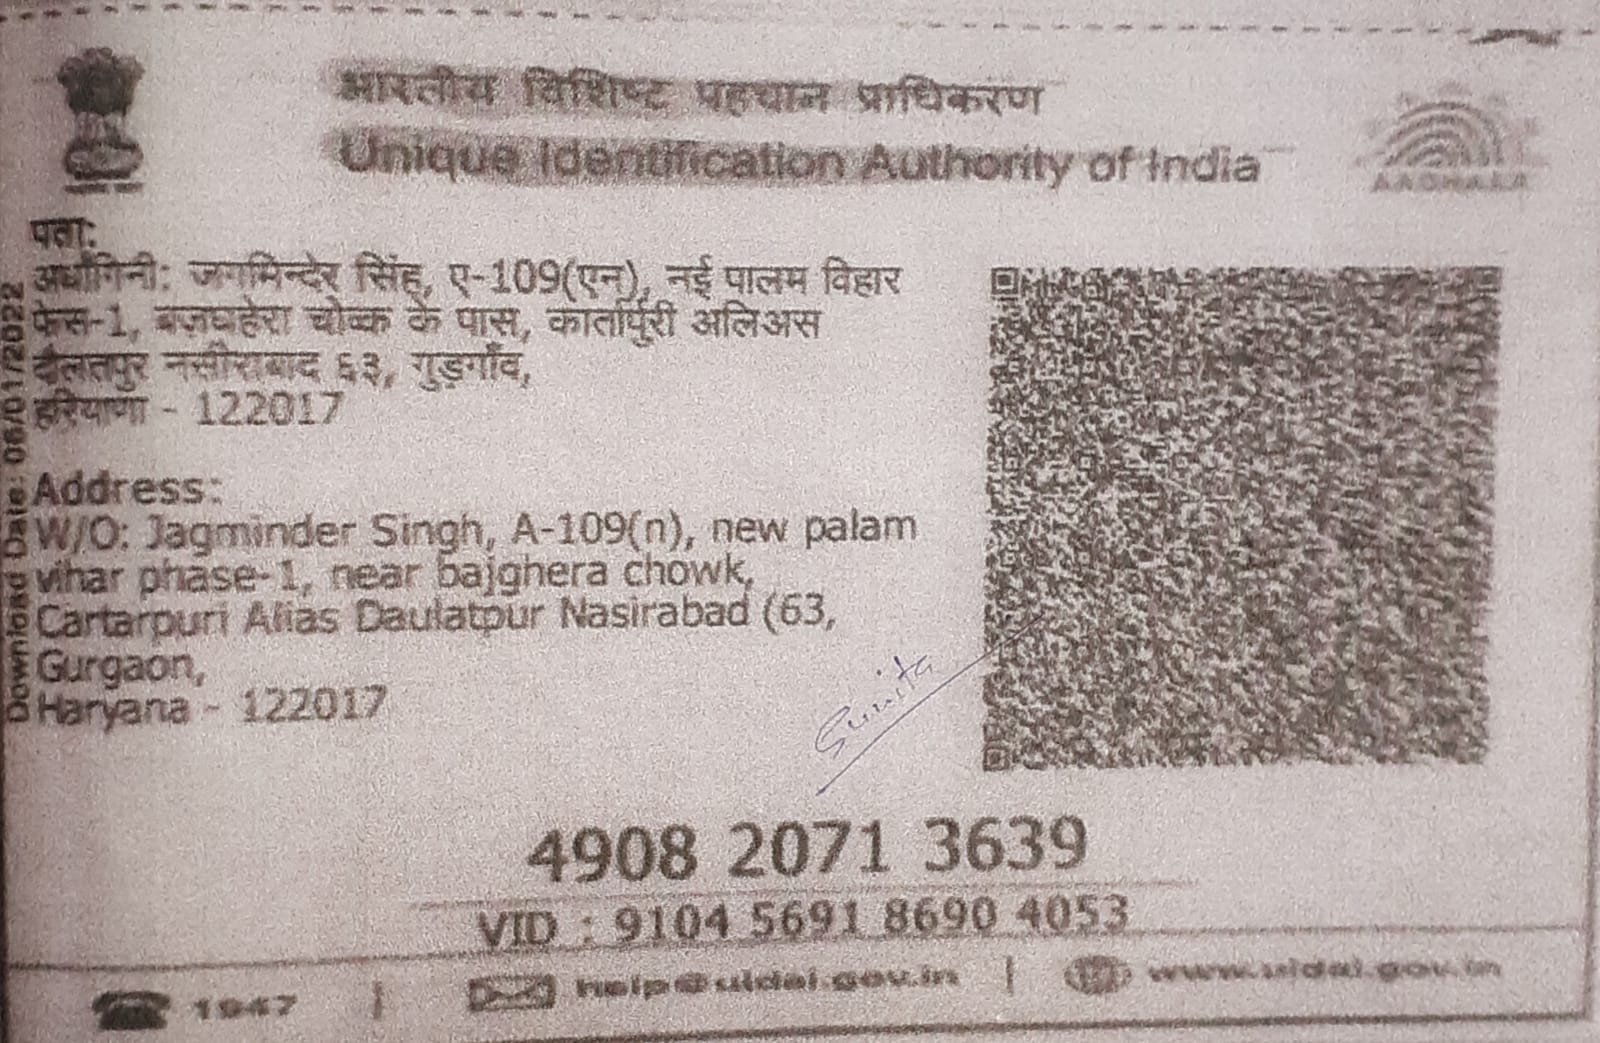 भारतीय विशिष्ट पहचान प्राधिकरण
Unique Identification Authority of India
AADHAAR
पता:
अर्धांगिनी: जगमिन्देर सिंह, ए-109(एन), नई पालम विहार
फेस-1, बज़घहेरा चोव्क के पास, कार्तार्पुरी अलिअस
दौलतपुर नसीराबाद ६३, गुड़गाँव,
हरियाणा - 122017
Download Date: 06/01/2022
Address:
W/O: Jagminder Singh, A-109(n), new palam
vihar phase-1, near bajghera chowk,
Cartarpuri Alias Daulatpur Nasirabad (63,
Gurgaon,
Haryana - 122017
Sunita
4908 2071 3639
VID : 9104 5691 8690 4053
1947 | help@uidai.gov.in | www.uidai.gov.in